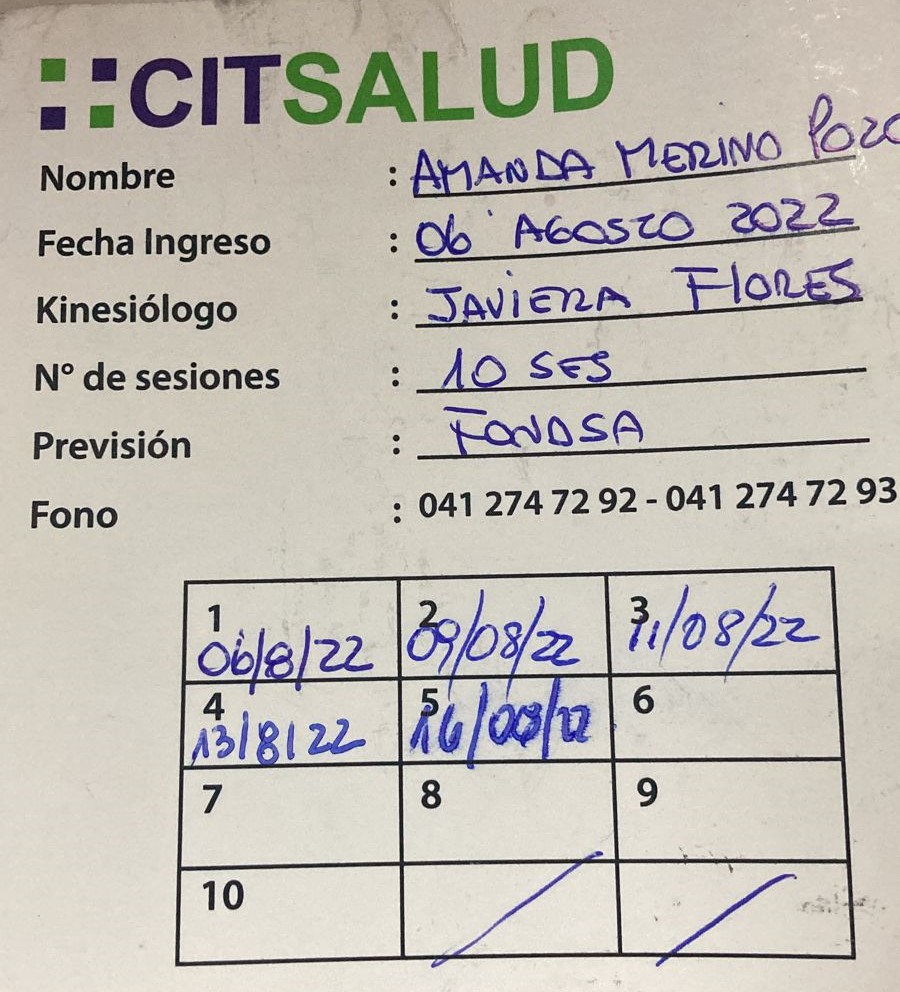 CITSALUD
Nombre : AMANDA MERINO POZO
Fecha Ingreso : 06 AGOSTO 2022
Kinesiólogo : JAVIERA FLORES
N° de sesiones : 10 SES
Previsión : FONOSA
Fono : 041 274 72 92 - 041 274 72 93
1 2 3
06/8/22 09/08/22 11/08/22
4 5 6
13/8/22 16/08/22
7 8 9
10